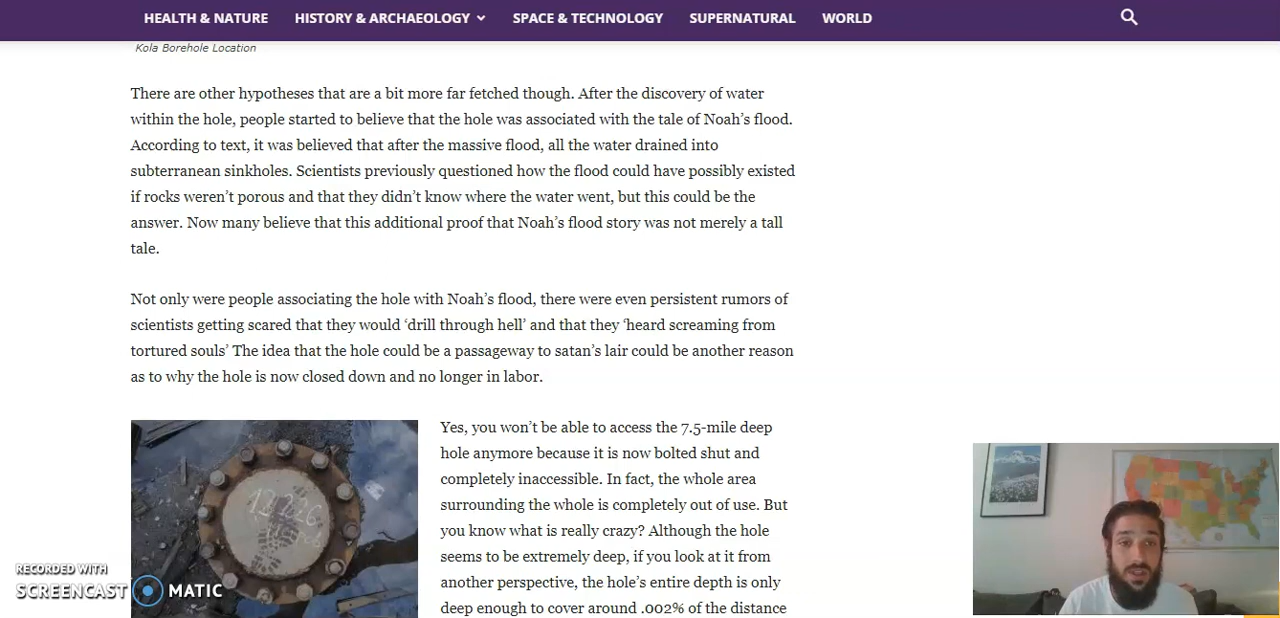 HEALTH & NATURE HISTORY & ARCHAEOLOGY SPACE & TECHNOLOGY SUPERNATURAL WORLD
Kola Borehole Location
There are other hypotheses that are a bit more far fetched though. After the discovery of water
within the hole, people started to believe that the hole was associated with the tale of Noah’s flood.
According to text, it was believed that after the massive flood, all the water drained into
subterranean sinkholes. Scientists previously questioned how the flood could have possibly existed
if rocks weren’t porous and that they didn’t know where the water went, but this could be the
answer. Now many believe that this additional proof that Noah’s flood story was not merely a tall
tale.
Not only were people associating the hole with Noah’s flood, there were even persistent rumors of
scientists getting scared that they would ‘drill through hell’ and that they ‘heard screaming from
tortured souls’ The idea that the hole could be a passageway to satan’s lair could be another reason
as to why the hole is now closed down and no longer in labor.
Yes, you won’t be able to access the 7.5-mile deep
hole anymore because it is now bolted shut and
completely inaccessible. In fact, the whole area
surrounding the whole is completely out of use. But
you know what is really crazy? Although the hole
seems to be extremely deep, if you look at it from
another perspective, the hole’s entire depth is only
deep enough to cover around .002% of the distance
RECORDED WITH
SCREENCAST MATIC